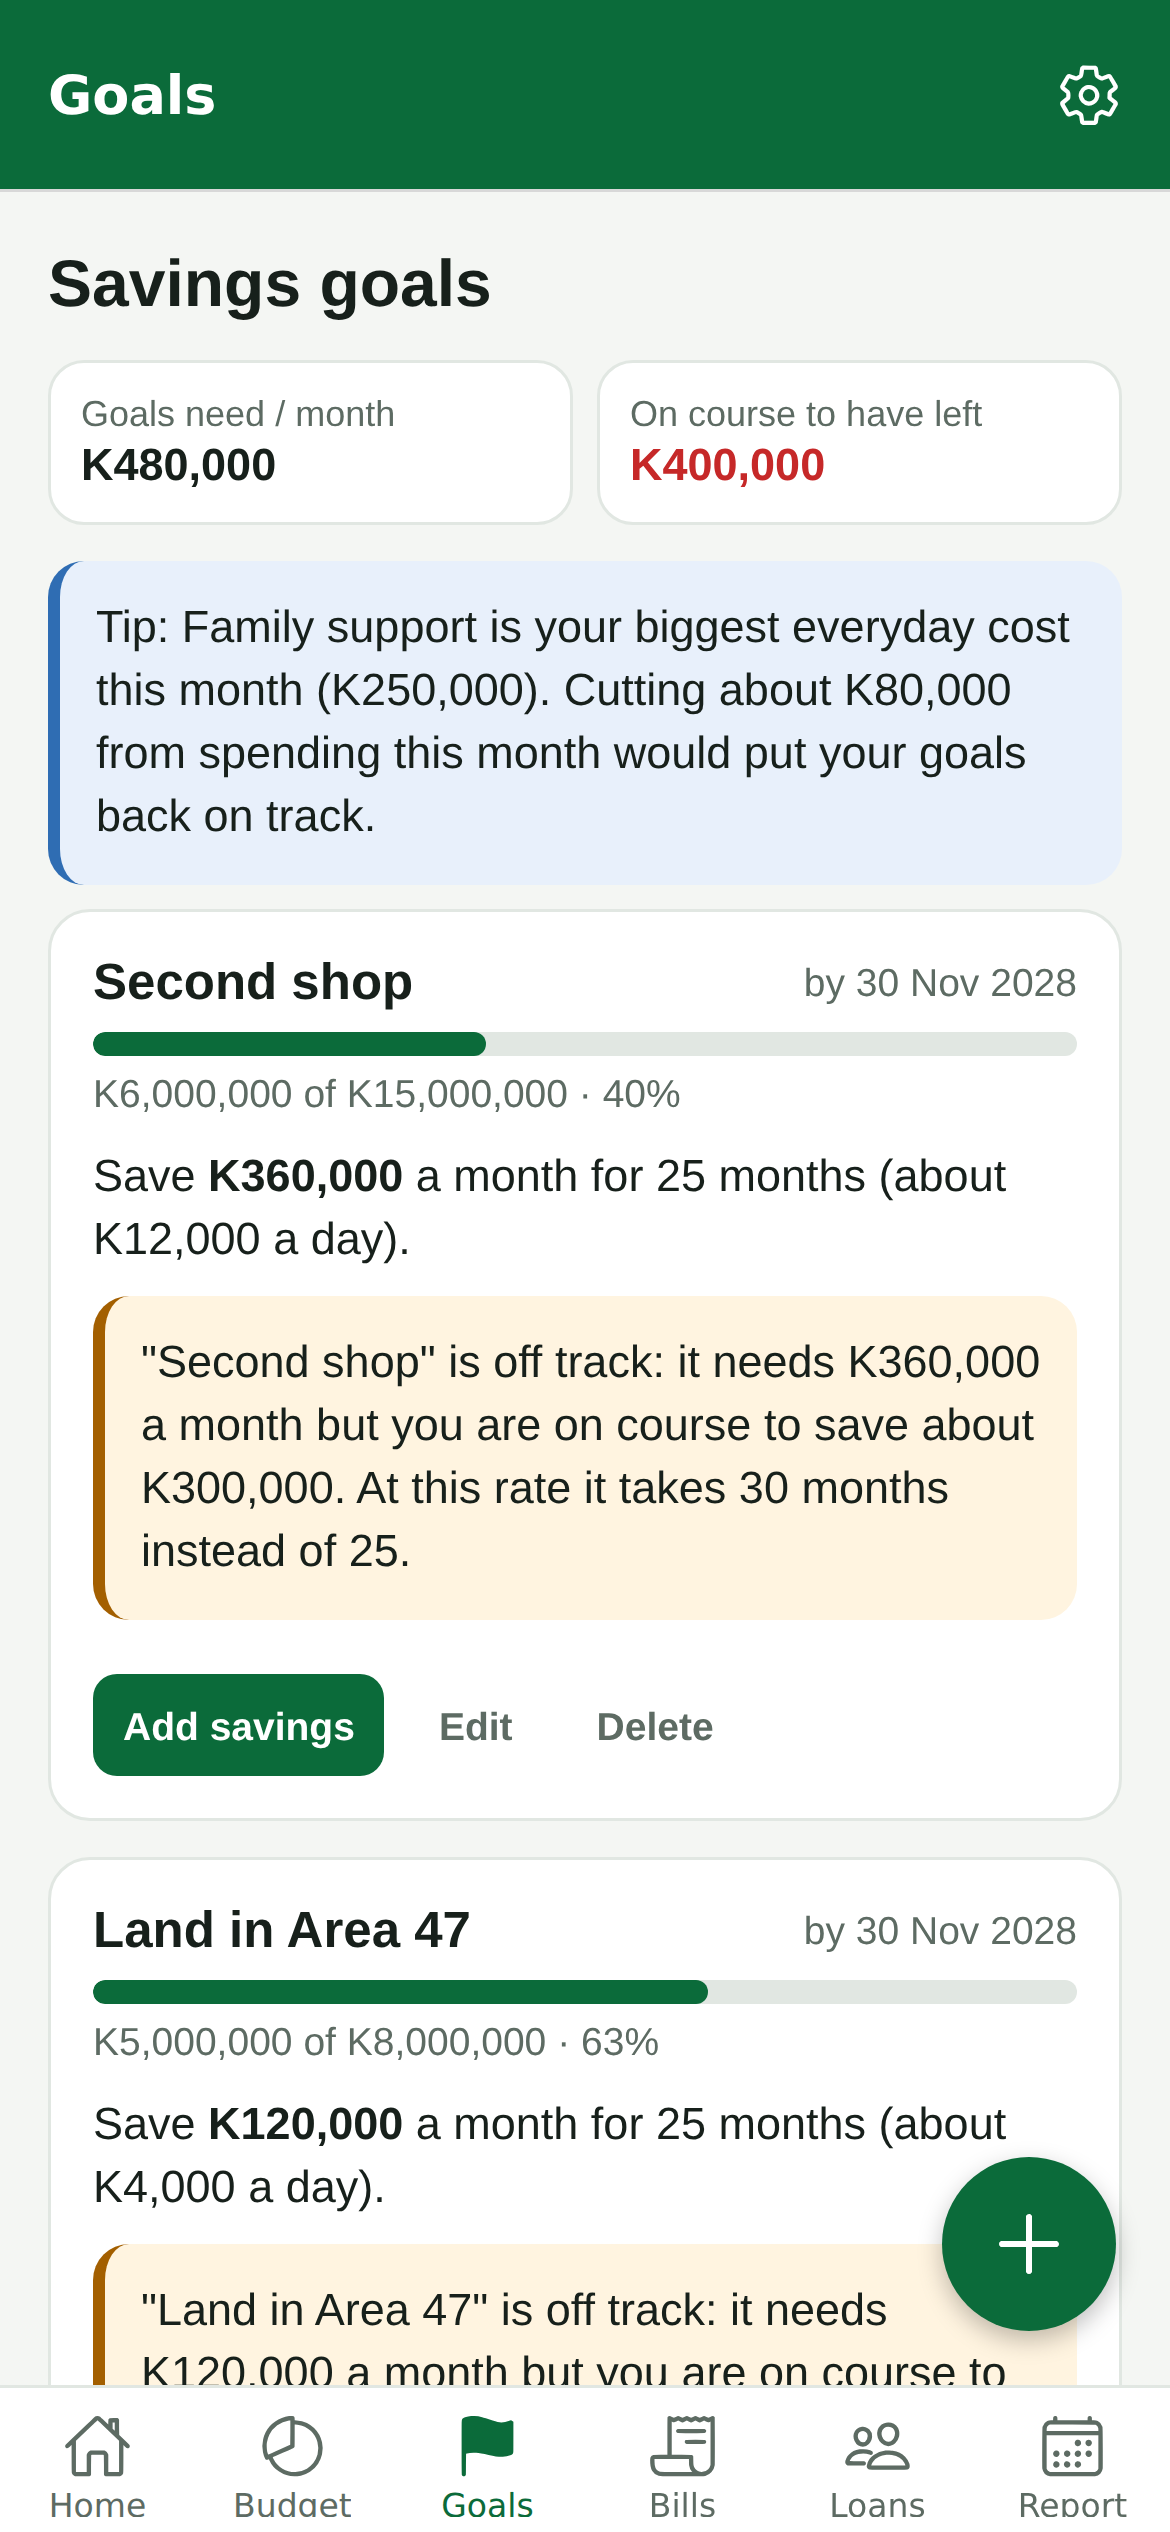 Goals
Savings goals
Goals need / month
K480,000
On course to have left
K400,000
Tip: Family support is your biggest everyday cost
this month (K250,000). Cutting about K80,000
from spending this month would put your goals
back on track.
Second shop
by 30 Nov 2028
K6,000,000 of K15,000,000 · 40%
Save K360,000 a month for 25 months (about
K12,000 a day).
"Second shop" is off track: it needs K360,000
a month but you are on course to save about
K300,000. At this rate it takes 30 months
instead of 25.
Add savings
Edit
Delete
Land in Area 47
by 30 Nov 2028
K5,000,000 of K8,000,000 · 63%
Save K120,000 a month for 25 months (about
K4,000 a day).
"Land in Area 47" is off track: it needs
K120,000 a month but you are on course to
Home
Budget
Goals
Bills
Loans
Report